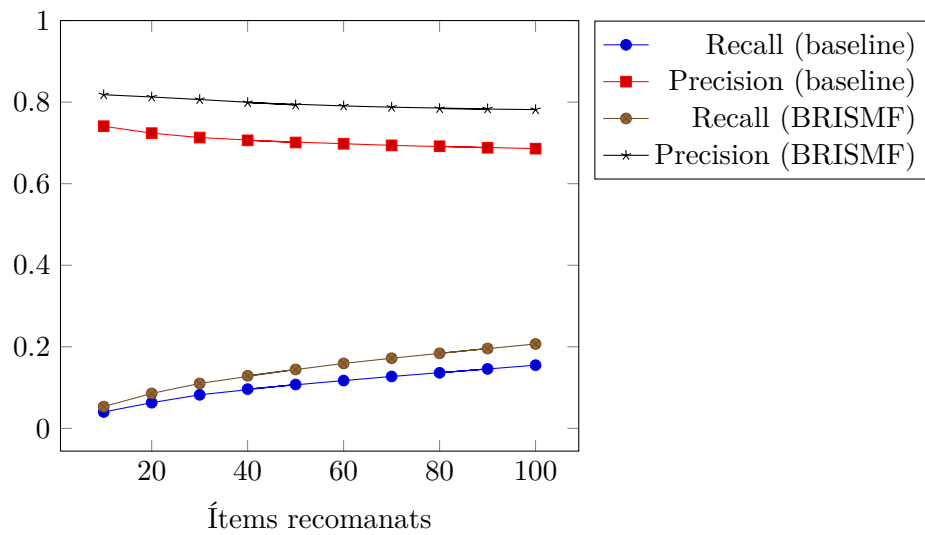 1
0.8
0.6
0.4
0.2
0
20 40 60 80 100
Ítems recomanats
Recall (baseline)
Precision (baseline)
Recall (BRISMF)
Precision (BRISMF)